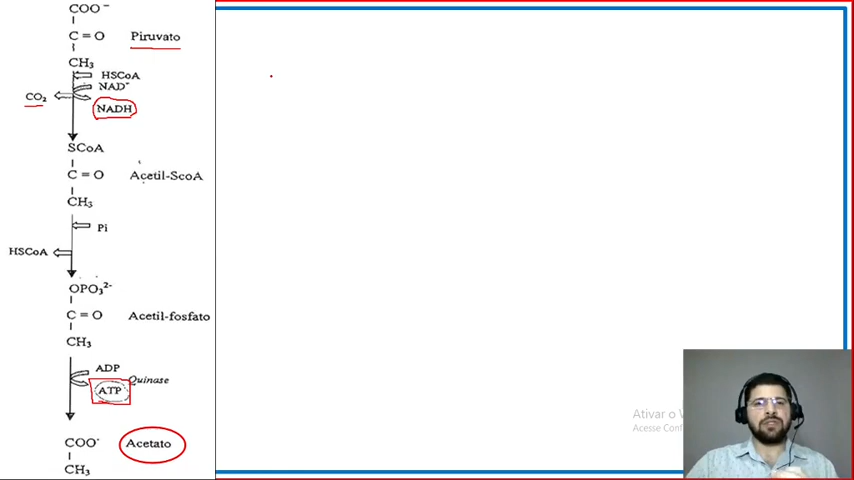 COO⁻
C = O Piruvato
CH₃
HSCoA
NAD⁺
CO₂
NADH
SCoA
C = O Acetil-ScoA
CH₃
Pi
HSCoA
OPO₃²⁻
C = O Acetil-fosfato
CH₃
ADP
Quinase
ATP
COO⁻ Acetato
CH₃
Ativar o
Acesse